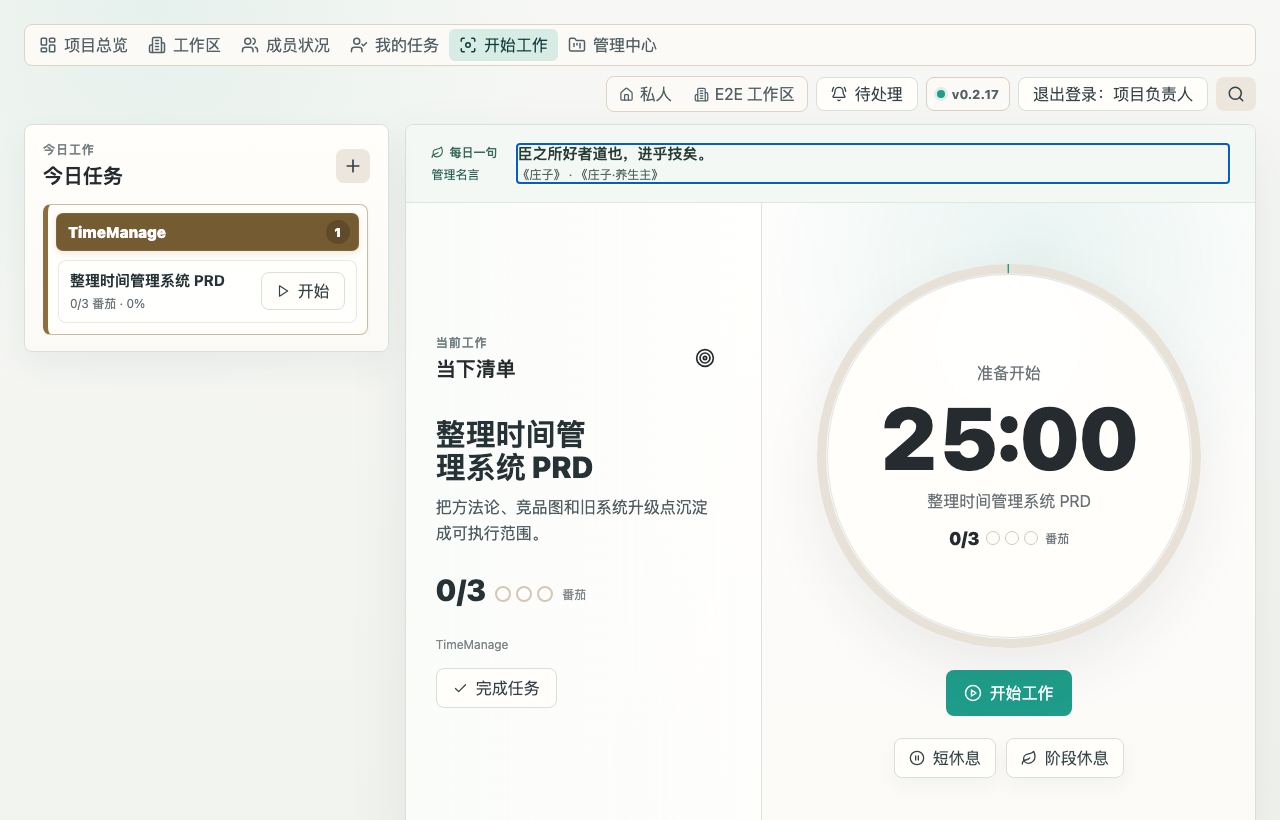 项目总览 工作区 成员状况 我的任务 开始工作 管理中心
私人 E2E 工作区 待处理 v0.2.17 退出登录：项目负责人
今日工作
今日任务
TimeManage 1
整理时间管理系统 PRD
0/3 番茄 · 0%
开始
每日一句
管理名言
臣之所好者道也，进乎技矣。
《庄子》 · 《庄子·养生主》
当前工作
当下清单
整理时间管
理系统 PRD
把方法论、竞品图和旧系统升级点沉淀
成可执行范围。
0/3 番茄
TimeManage
完成任务
准备开始
25:00
整理时间管理系统 PRD
0/3 番茄
开始工作
短休息 阶段休息